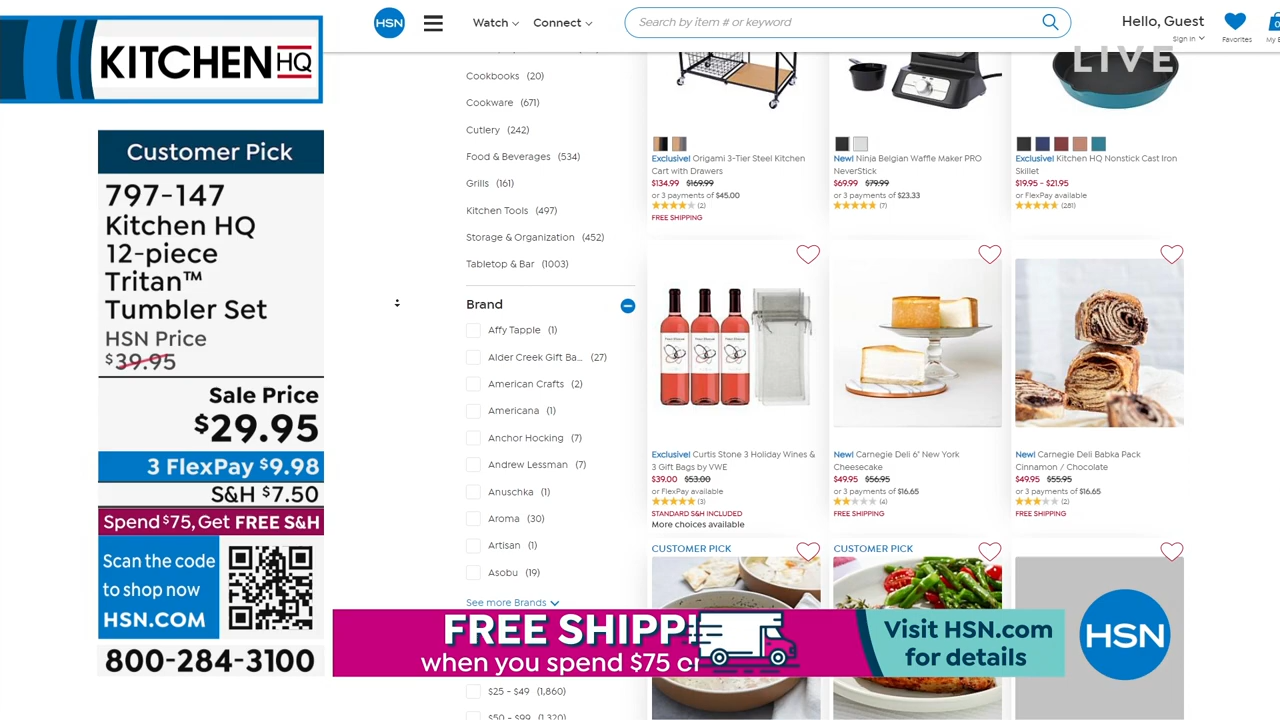 KITCHEN HQ
Customer Pick
797-147
Kitchen HQ
12-piece
Tritan™
Tumbler Set
HSN Price
$39.95
Sale Price
$29.95
3 FlexPay $9.98
S&H $7.50
Spend $75, Get FREE S&H
Scan the code
to shop now
HSN.COM
800-284-3100
HSN
Watch
Connect
Search by item # or keyword
Hello, Guest
Sign In
Favorites
LIVE
Cookbooks (20)
Cookware (671)
Cutlery (242)
Food & Beverages (534)
Grills (161)
Kitchen Tools (497)
Storage & Organization (452)
Tabletop & Bar (1003)
Brand
Affy Tapple (1)
Alder Creek Gift Ba... (27)
American Crafts (2)
Americana (1)
Anchor Hocking (7)
Andrew Lessman (7)
Anuschka (1)
Aroma (30)
Artisan (1)
Asobu (19)
See more Brands
$25 - $49 (1,860)
$50 - $99 (1,320)
Exclusive! Origami 3-Tier Steel Kitchen
Cart with Drawers
$134.99 $169.99
or 3 payments of $45.00
(2)
FREE SHIPPING
New! Ninja Belgian Waffle Maker PRO
NeverStick
$69.99 $79.99
or 3 payments of $23.33
(7)
Exclusive! Kitchen HQ Nonstick Cast Iron
Skillet
$19.95 - $21.95
or FlexPay available
(281)
Exclusive! Curtis Stone 3 Holiday Wines &
3 Gift Bags by VWE
$39.00 $53.00
or FlexPay available
(3)
STANDARD S&H INCLUDED
More choices available
New! Carnegie Deli 6" New York
Cheesecake
$49.95 $56.95
or 3 payments of $16.65
(4)
FREE SHIPPING
New! Carnegie Deli Babka Pack
Cinnamon / Chocolate
$49.95 $55.95
or 3 payments of $16.65
(2)
FREE SHIPPING
CUSTOMER PICK
CUSTOMER PICK
FREE SHIPPI
when you spend $75 or
Visit HSN.com
for details
HSN